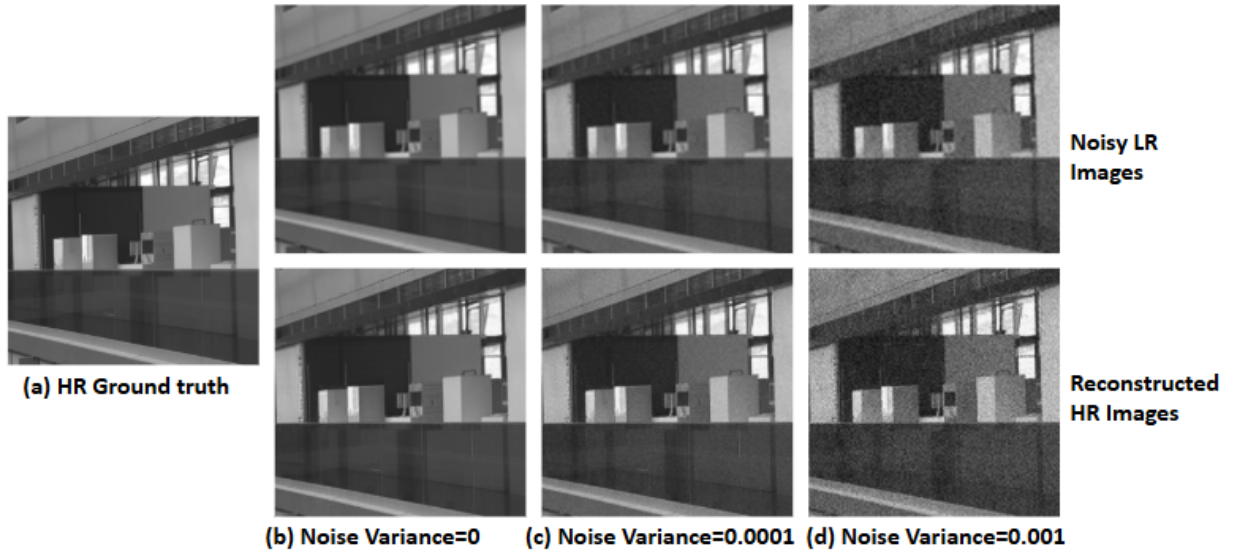 Noisy LR
Images
(a) HR Ground truth
Reconstructed
HR Images
(b) Noise Variance=0
(c) Noise Variance=0.0001
(d) Noise Variance=0.001